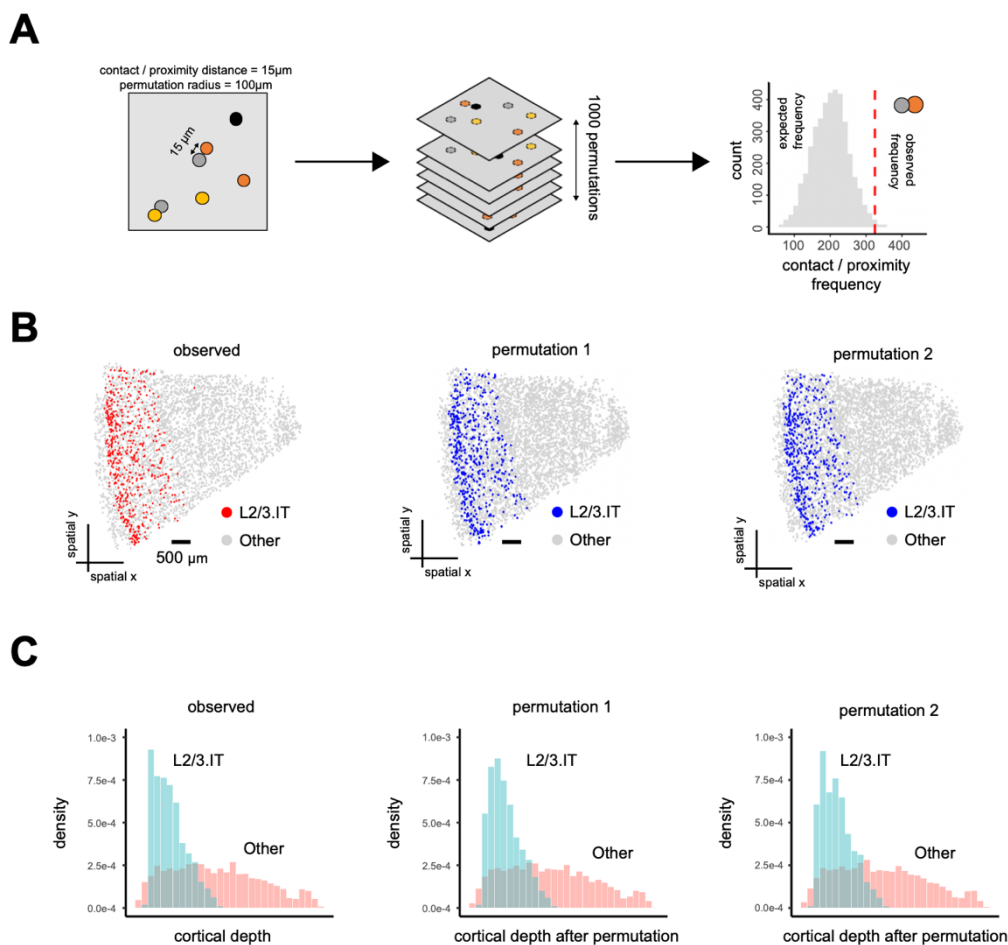 A
contact / proximity distance = 15µm
permutation radius = 100µm
15 µm
1000 permutations
count
400
300
200
100
0
expected
frequency
observed
frequency
100 200 300 400
contact / proximity
frequency
B
observed
permutation 1
permutation 2
spatial y
spatial x
L2/3.IT
Other
500 µm
spatial y
spatial x
L2/3.IT
Other
spatial y
spatial x
L2/3.IT
Other
C
observed
permutation 1
permutation 2
density
1.0e-3
7.5e-4
5.0e-4
2.5e-4
0.0e-4
L2/3.IT
Other
cortical depth
density
1.0e-3
7.5e-4
5.0e-4
2.5e-4
0.0e-4
L2/3.IT
Other
cortical depth after permutation
density
1.0e-3
7.5e-4
5.0e-4
2.5e-4
0.0e-4
L2/3.IT
Other
cortical depth after permutation